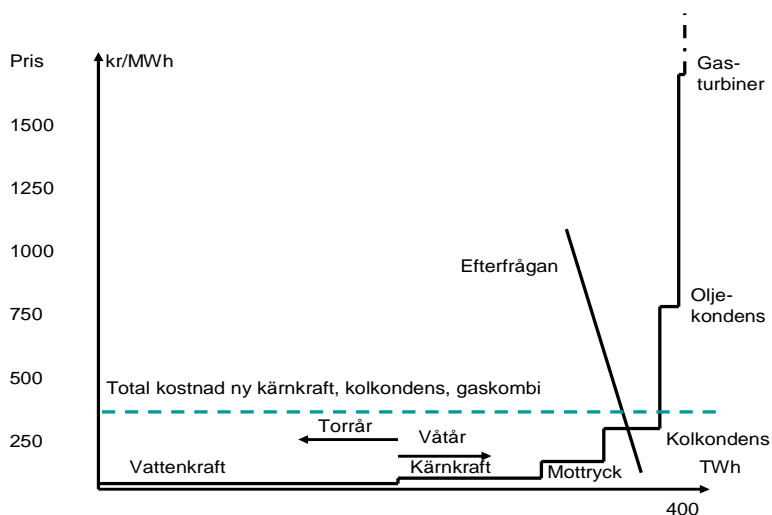 Pris
kr/MWh
Gas-
turbiner
1500
1250
1000
Efterfrågan
Olje-
kondens
750
500
Total kostnad ny kärnkraft, kolkondens, gaskombi
Torrår
Våtår
250
Kolkondens
Vattenkraft
Kärnkraft
Mottryck
TWh
400